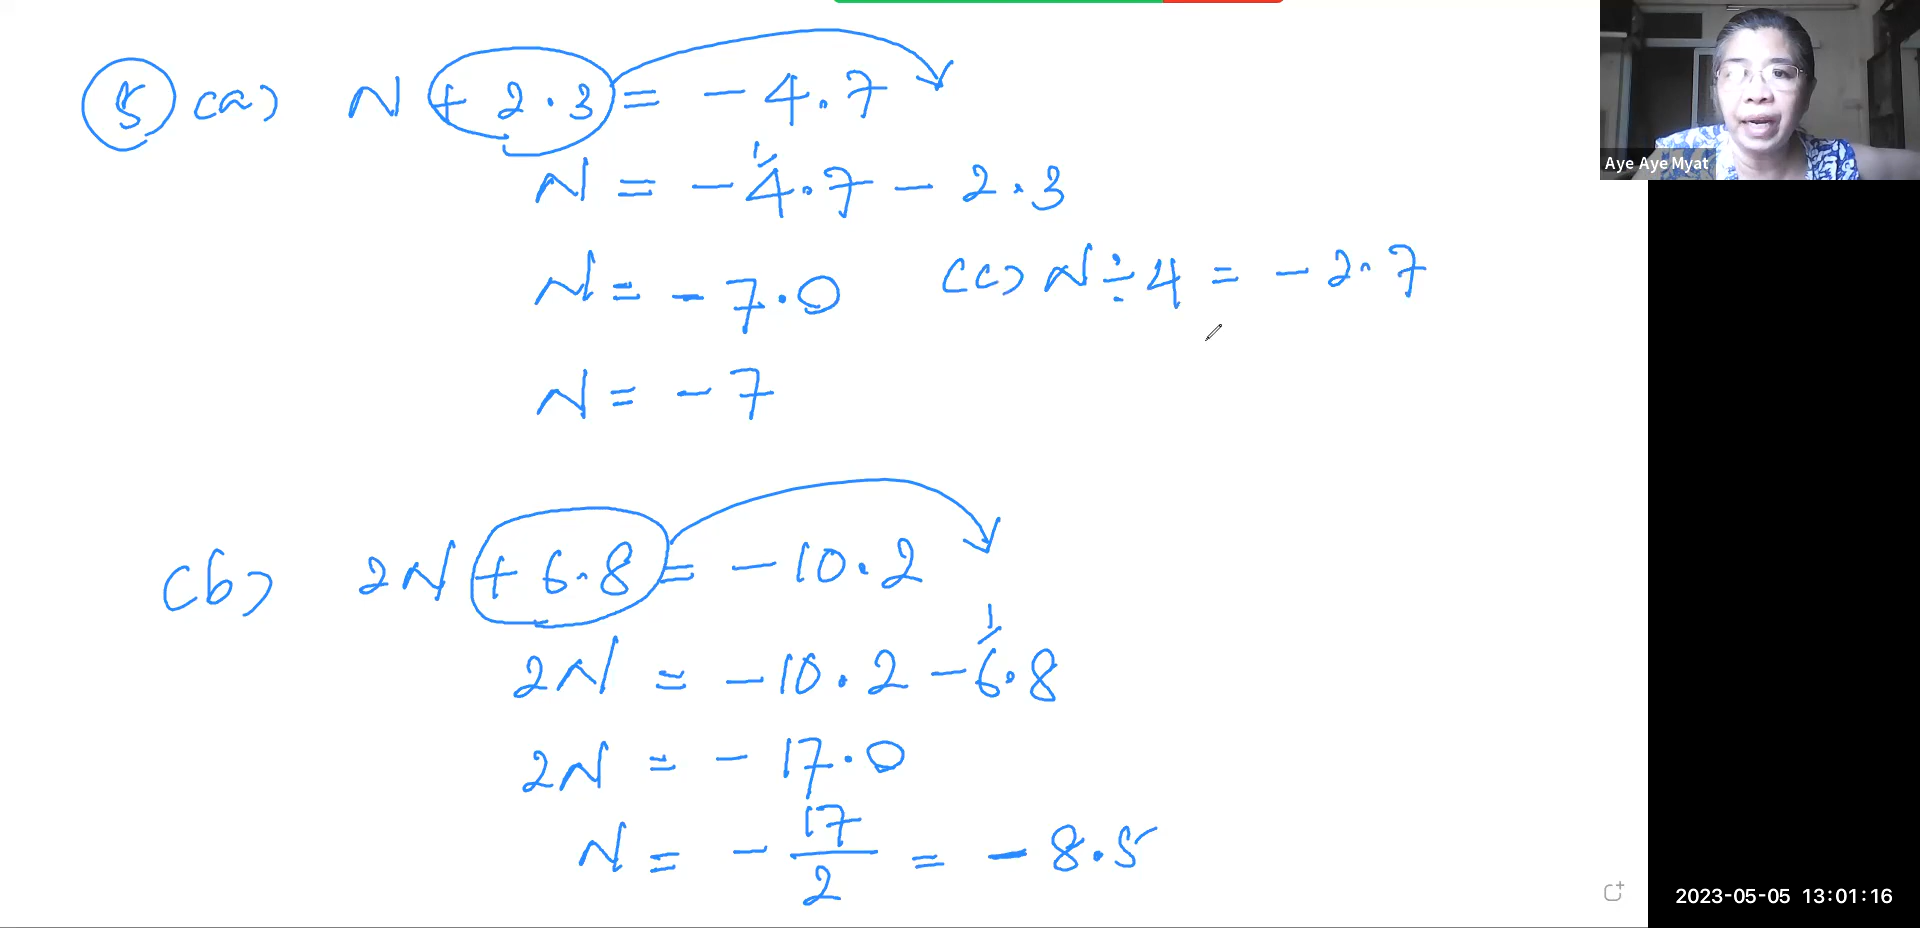 5 (a) N + 2.3 = - 4.7
1
N = - 4.7 - 2.3
N = - 7.0
N = - 7
(c) N ÷ 4 = - 2.7
(b) 2N + 6.8 = - 10.2
1
2N = - 10.2 - 6.8
2N = - 17.0
N = - 17/2 = - 8.5
Aye Aye Myat
2023-05-05 13:01:16